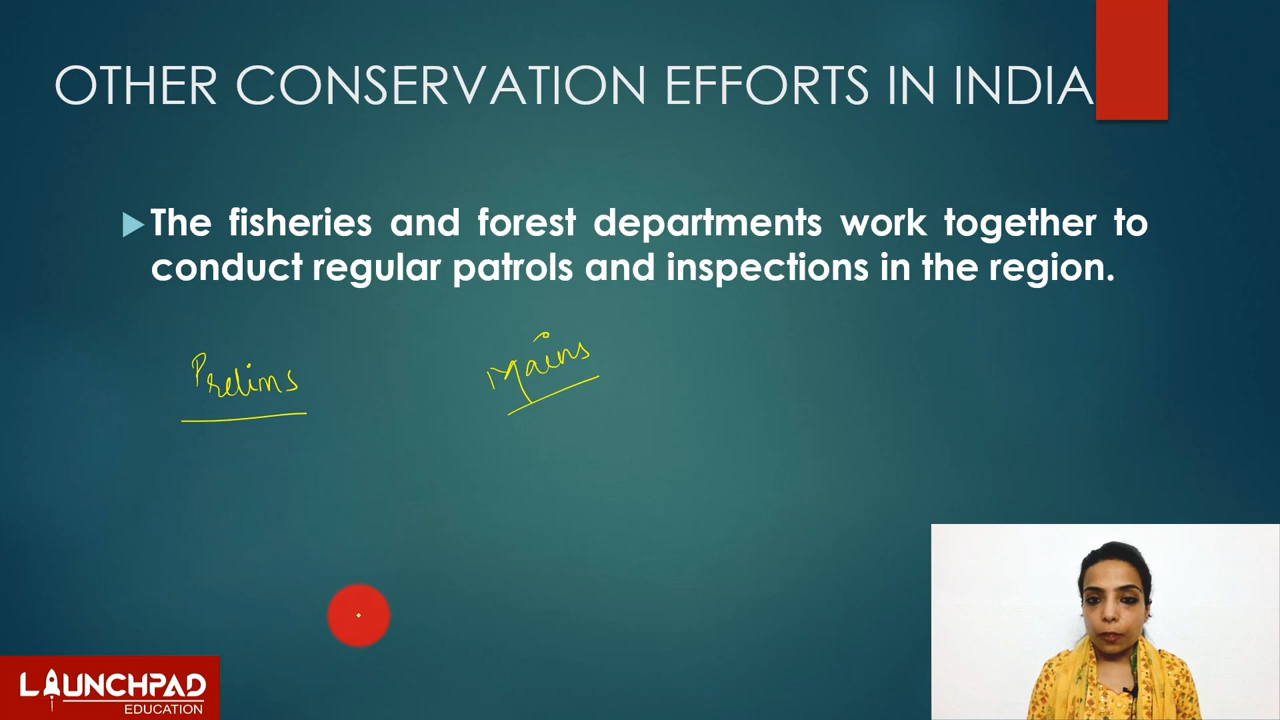 OTHER CONSERVATION EFFORTS IN INDIA
The fisheries and forest departments work together to
conduct regular patrols and inspections in the region.
Prelims
Mains
LAUNCHPAD
EDUCATION